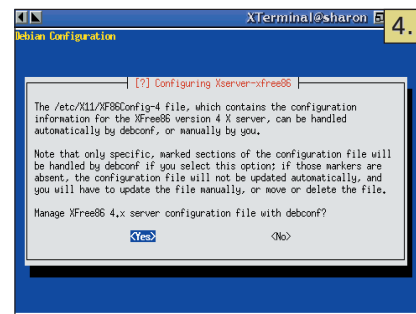 XTerminal@sharon
4.
Debian Configuration
[?] Configuring Xserver-xfree86
The /etc/X11/XF86Config-4 file, which contains the configuration
information for the XFree86 version 4 X server, can be handled
automatically by debconf, or manually by you.
Note that only specific, marked sections of the configuration file will
be handled by debconf if you select this option; if those markers are
absent, the configuration file will not be updated automatically, and
you will have to update the file manually, or move or delete the file.
Manage XFree86 4.x server configuration file with debconf?
<Yes> <No>